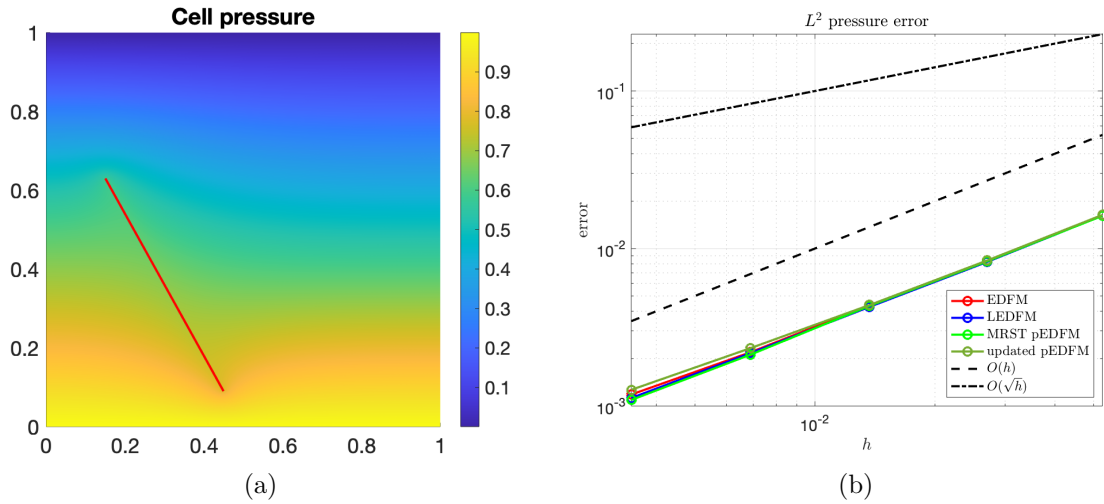 Cell pressure
1
0.8
0.6
0.4
0.2
0
0 0.2 0.4 0.6 0.8 1
0.9
0.8
0.7
0.6
0.5
0.4
0.3
0.2
0.1
(a)
L² pressure error
error
10⁻¹
10⁻²
10⁻³
10⁻²
h
EDFM
LEDFM
MRST pEDFM
updated pEDFM
O(h)
O(√h)
(b)